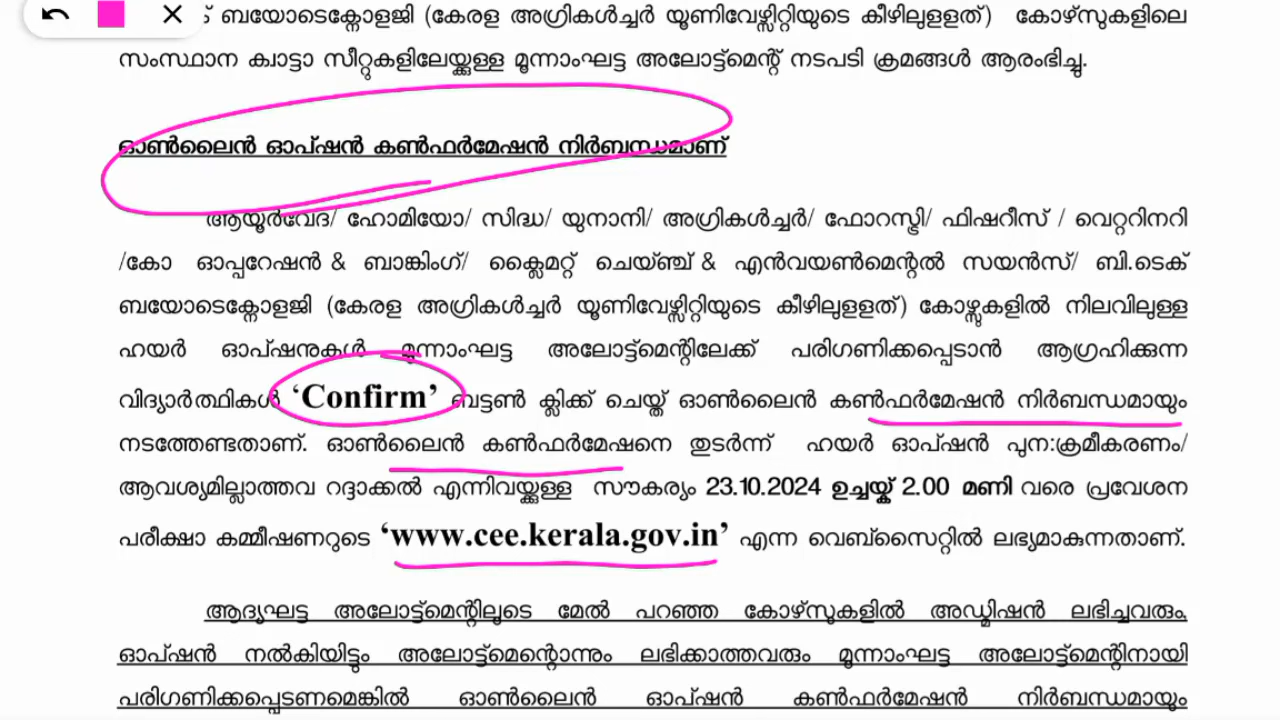 ബയോടെക്നോളജി (കേരള അഗ്രികൾച്ചർ യൂണിവേഴ്സിറ്റിയുടെ കീഴിലുളളത്) കോഴ്സുകളിലെ
സംസ്ഥാന ക്വാട്ടാ സീറ്റുകളിലേയ്ക്കുള്ള മൂന്നാംഘട്ട അലോട്ട്മെന്റ് നടപടി ക്രമങ്ങൾ ആരംഭിച്ചു.
ഓൺലൈൻ ഓപ്ഷൻ കൺഫർമേഷൻ നിർബന്ധമാണ്
ആയൂർവേദ/ ഹോമിയോ/ സിദ്ധ/ യുനാനി/ അഗ്രികൾച്ചർ/ ഫോറസ്ട്രി/ ഫിഷറീസ് / വെറ്ററിനറി
/കോ ഓപ്പറേഷൻ & ബാങ്കിംഗ്/ ക്ലൈമറ്റ് ചെയ്ഞ്ച് & എൻവയൺമെന്റൽ സയൻസ്/ ബി.ടെക്
ബയോടെക്നോളജി (കേരള അഗ്രികൾച്ചർ യൂണിവേഴ്സിറ്റിയുടെ കീഴിലുളളത്) കോഴ്സുകളിൽ നിലവിലുള്ള
ഹയർ ഓപ്ഷനുകൾ മൂന്നാംഘട്ട അലോട്ട്മെന്റിലേക്ക് പരിഗണിക്കപ്പെടാൻ ആഗ്രഹിക്കുന്ന
വിദ്യാർത്ഥികൾ ‘Confirm’ ബട്ടൺ ക്ലിക്ക് ചെയ്ത് ഓൺലൈൻ കൺഫർമേഷൻ നിർബന്ധമായും
നടത്തേണ്ടതാണ്. ഓൺലൈൻ കൺഫർമേഷനെ തുടർന്ന് ഹയർ ഓപ്ഷൻ പുന:ക്രമീകരണം/
ആവശ്യമില്ലാത്തവ റദ്ദാക്കൽ എന്നിവയ്ക്കുള്ള സൗകര്യം 23.10.2024 ഉച്ചയ്ക്ക് 2.00 മണി വരെ പ്രവേശന
പരീക്ഷാ കമ്മീഷണറുടെ ‘www.cee.kerala.gov.in’ എന്ന വെബ്സൈറ്റിൽ ലഭ്യമാകുന്നതാണ്.
ആദ്യഘട്ട അലോട്ട്മെന്റിലൂടെ മേൽ പറഞ്ഞ കോഴ്സുകളിൽ അഡ്മിഷൻ ലഭിച്ചവരും,
ഓപ്ഷൻ നൽകിയിട്ടും അലോട്ട്മെന്റൊന്നും ലഭിക്കാത്തവരും മൂന്നാംഘട്ട അലോട്ട്മെന്റിനായി
പരിഗണിക്കപ്പെടണമെങ്കിൽ ഓൺലൈൻ ഓപ്ഷൻ കൺഫർമേഷൻ നിർബന്ധമായും